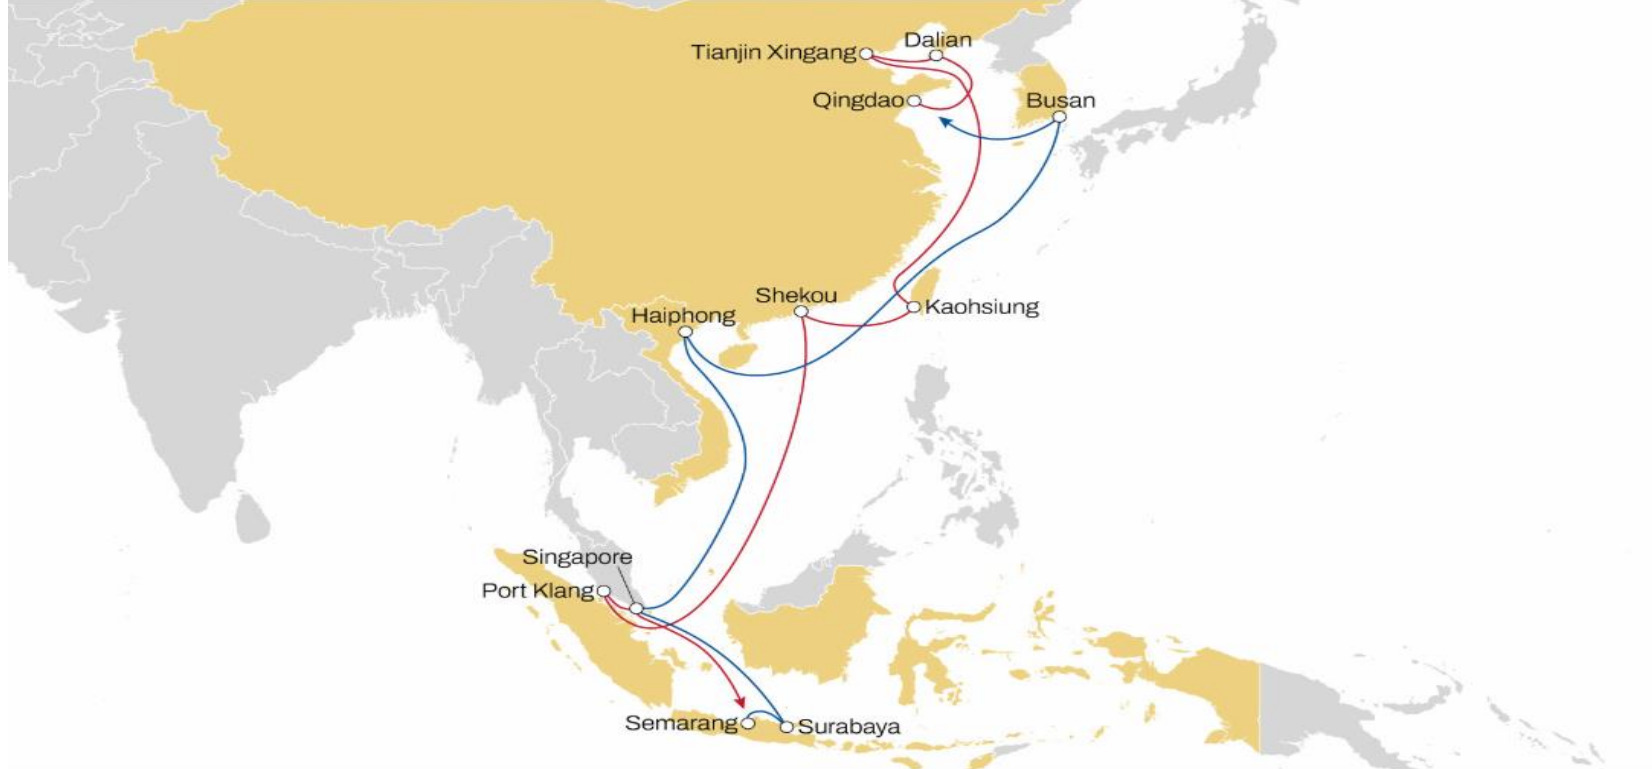 Dalian
Tianjin Xingang
Qingdao
Busan
Shekou
Kaohsiung
Haiphong
Singapore
Port Klang
Semarang
Surabaya